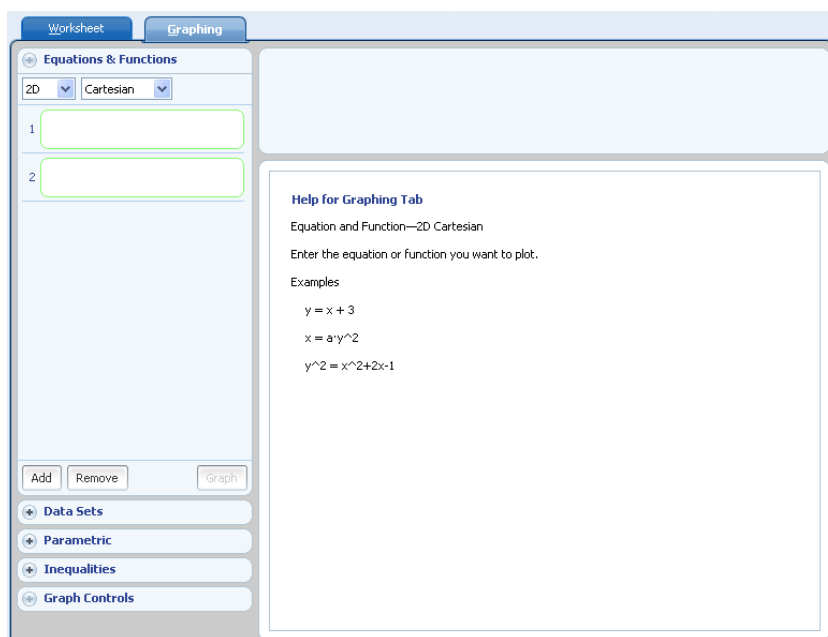 Worksheet
Graphing
Equations & Functions
2D
Cartesian
1
2
Add
Remove
Graph
Data Sets
Parametric
Inequalities
Graph Controls
Help for Graphing Tab
Equation and Function—2D Cartesian
Enter the equation or function you want to plot.
Examples
y = x + 3
x = a·y^2
y^2 = x^2+2x-1